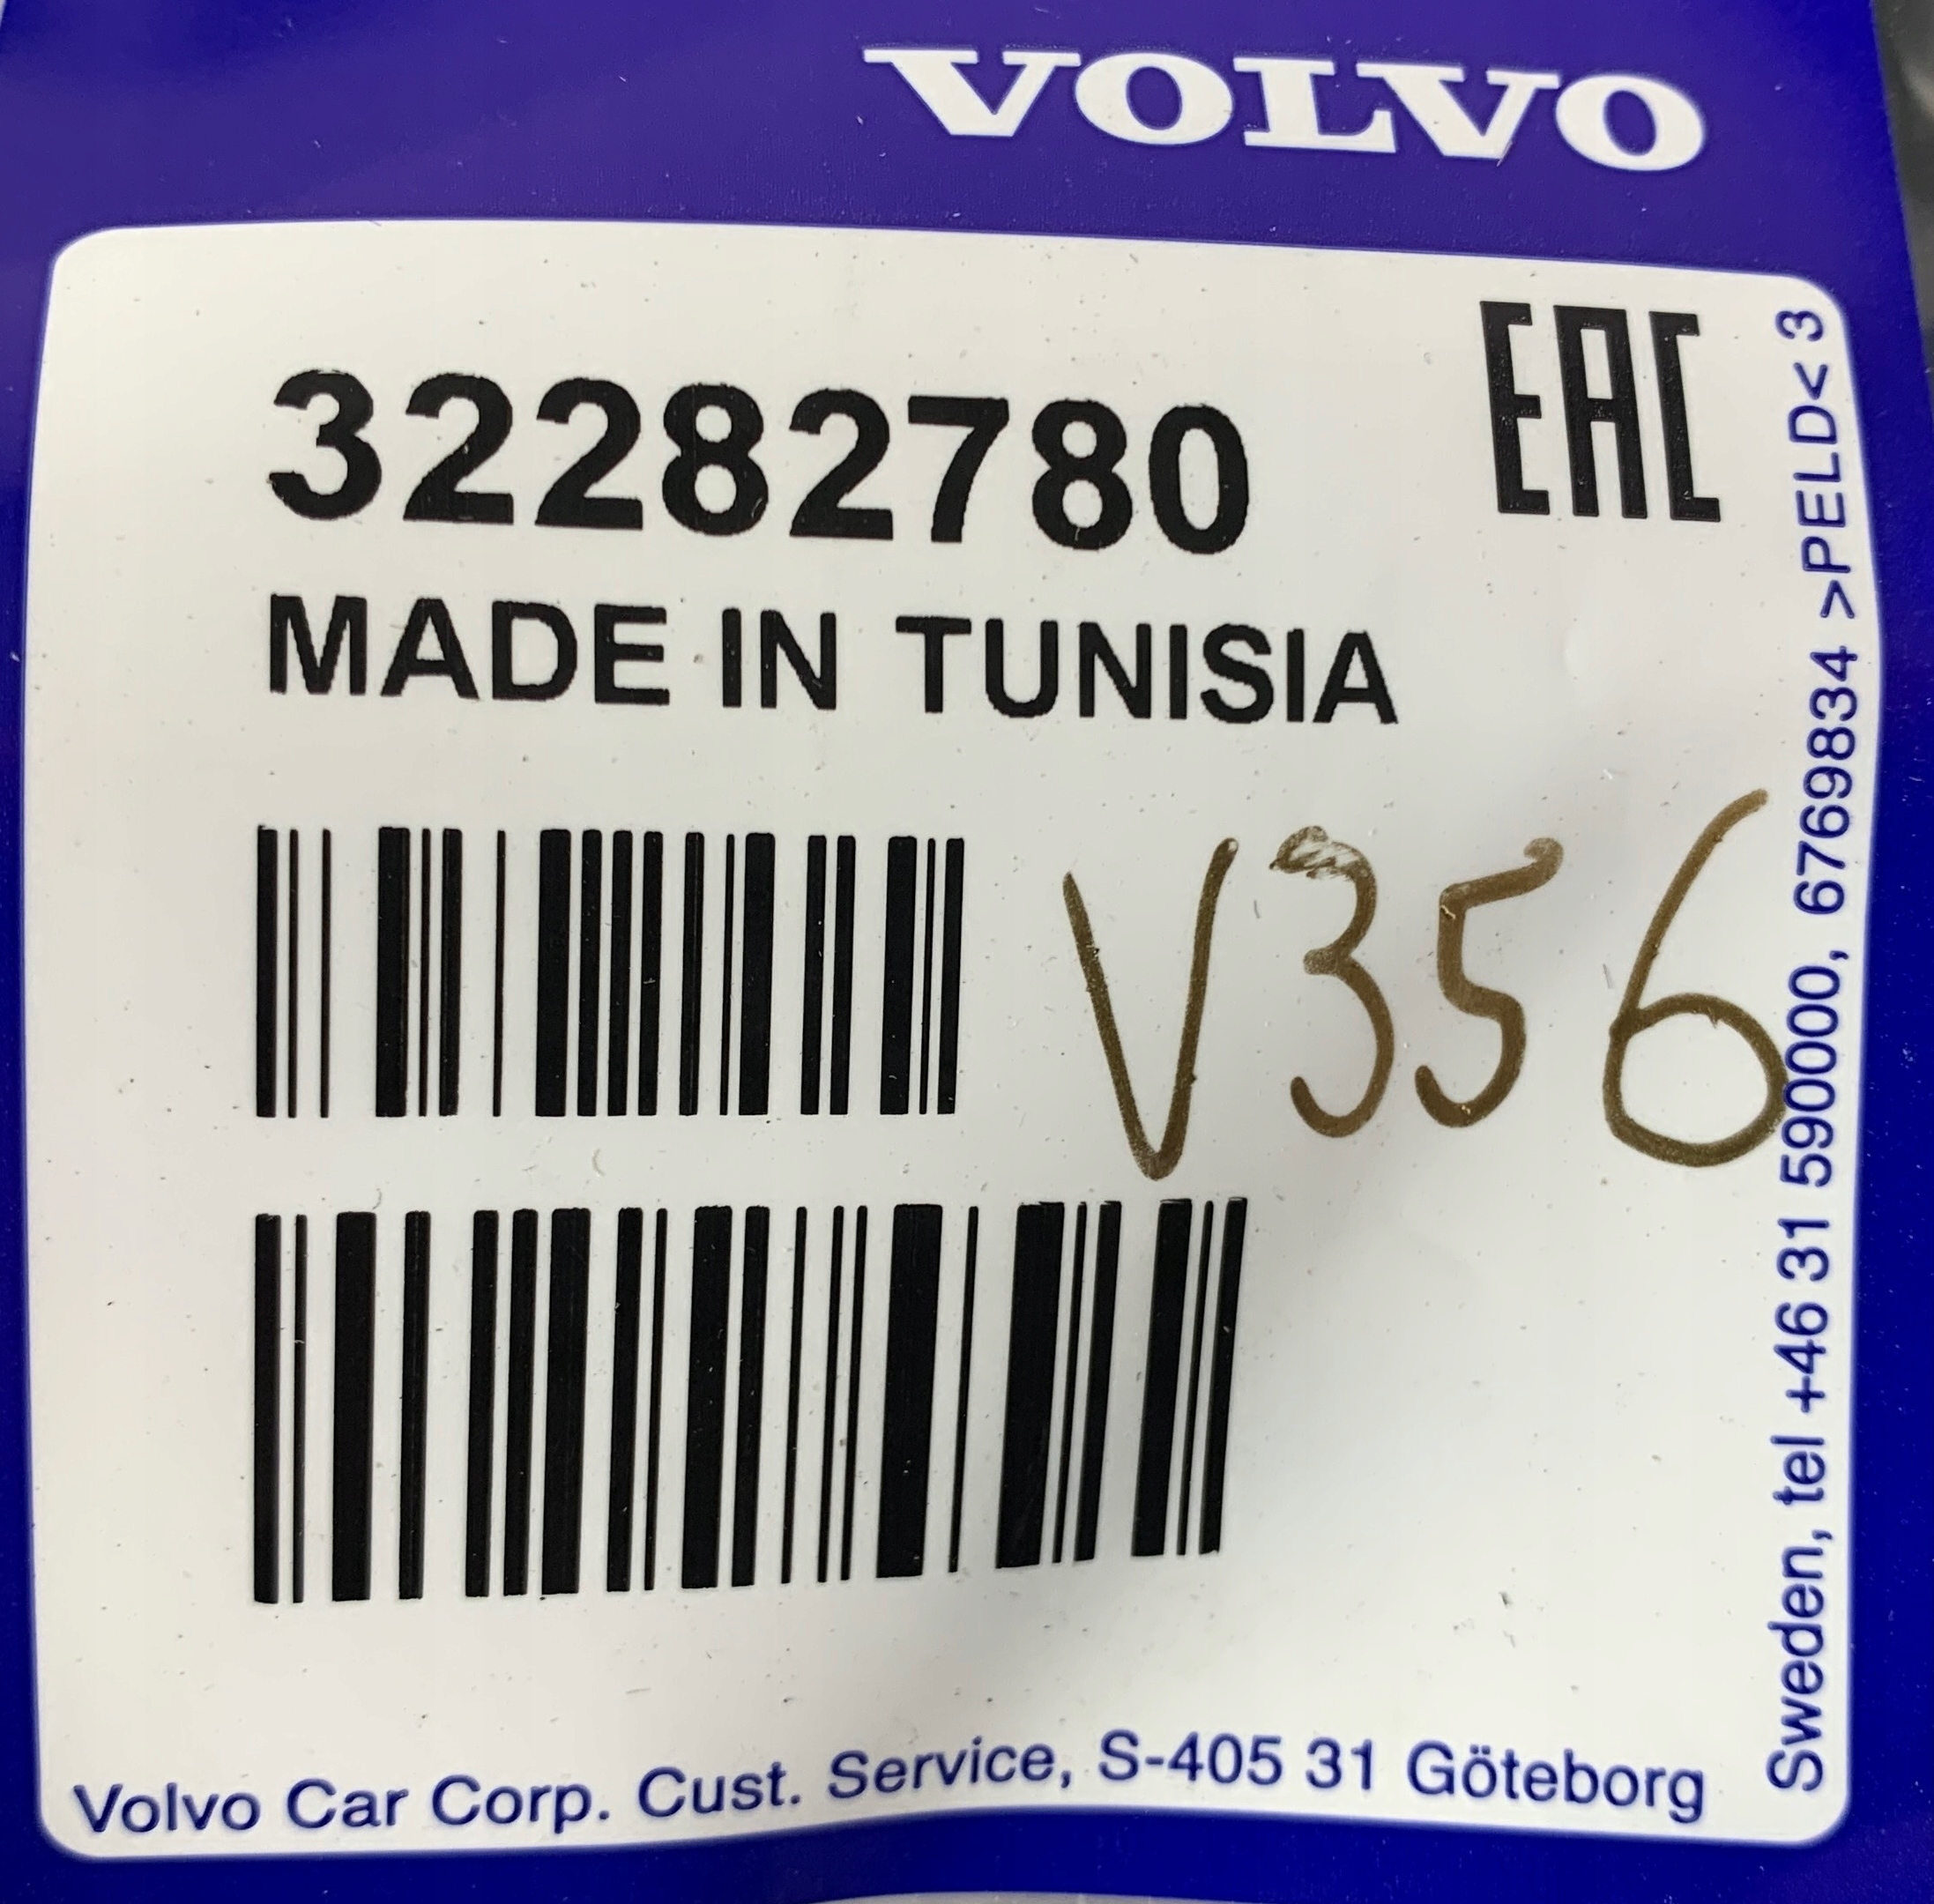 VOLVO
EAC
32282780
MADE IN TUNISIA
V356
Volvo Car Corp. Cust. Service, S-405 31 Göteborg
Sweden, tel +46 31 590000, 6769834 >PELD< 3